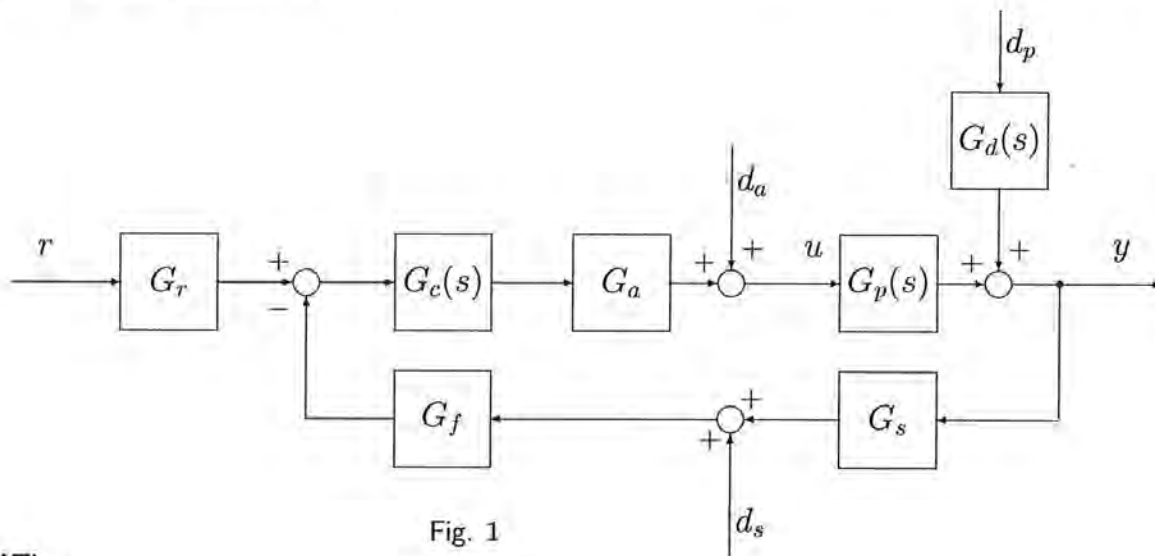 d_p
G_d(s)
d_a
r
G_r
+
−
G_c(s)
G_a
+
+
u
G_p(s)
+
+
y
G_f
+
+
G_s
d_s
Fig. 1